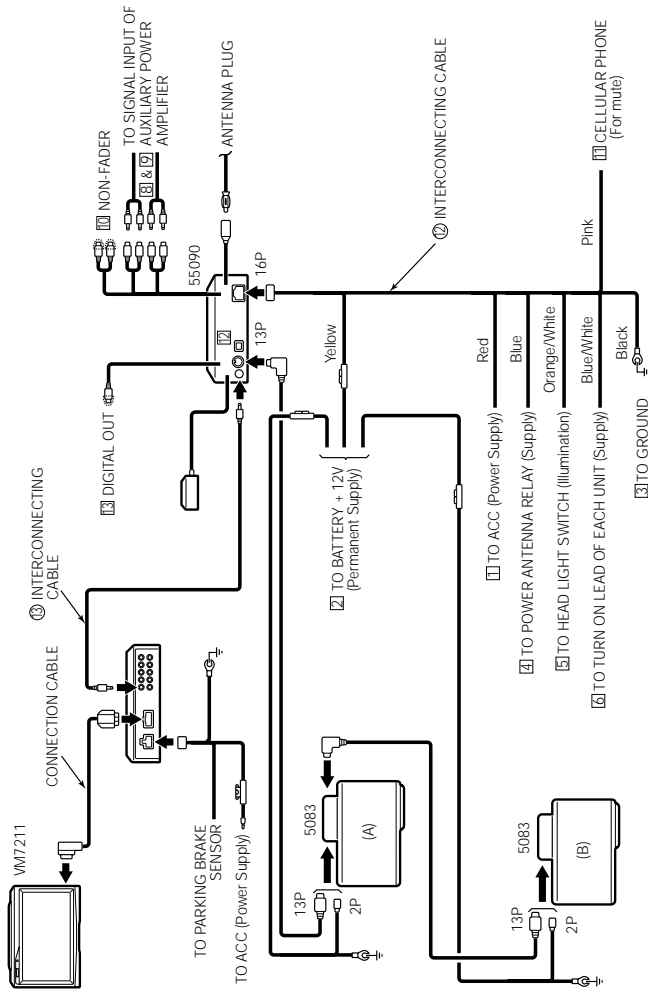 VM7211
CONNECTION CABLE
⑬ INTERCONNECTING
CABLE
13 DIGITAL OUT
10 NON-FADER
TO SIGNAL INPUT OF
8 & 9 AUXILIARY POWER
AMPLIFIER
ANTENNA PLUG
55090
12
16P
13P
TO PARKING BRAKE
SENSOR
TO ACC (Power Supply)
⑫ INTERCONNECTING CABLE
Yellow
2 TO BATTERY + 12V
(Permanent Supply)
Red
1 TO ACC (Power Supply)
Blue
4 TO POWER ANTENNA RELAY (Supply)
Orange/White
5 TO HEAD LIGHT SWITCH (Illumination)
Blue/White
6 TO TURN ON LEAD OF EACH UNIT (Supply)
Pink
11 CELLULAR PHONE
(For mute)
Black
3 TO GROUND
5083
(A)
13P
2P
5083
(B)
13P
2P